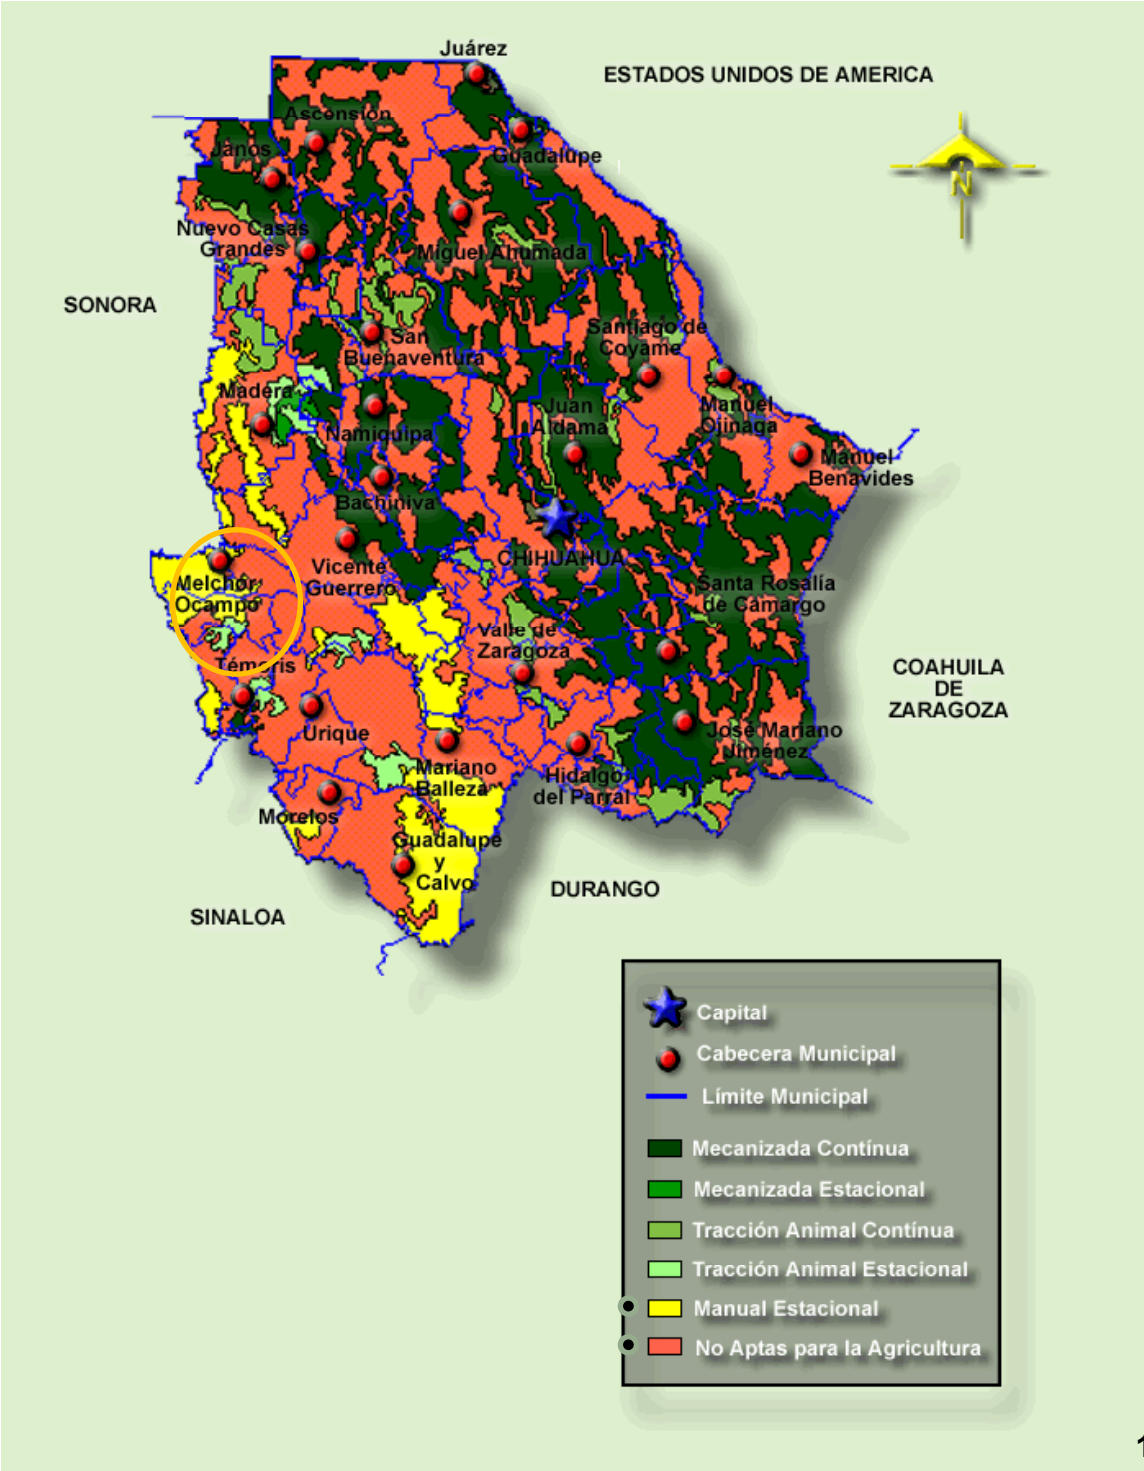 Juárez
ESTADOS UNIDOS DE AMERICA
Ascensión
Guadalupe
Janos
N
Nuevo Casas
Grandes
Miguel Ahumada
SONORA
Santiago de
Coyame
San
Buenaventura
Madera
Juan
Aldama
Manuel
Ojinaga
Namiquipa
Manuel
Benavides
Bachiniva
CHIHUAHUA
Vicente
Guerrero
Melchor
Ocampo
Santa Rosalía
de Camargo
Valle de
Zaragoza
Témoris
COAHUILA
DE
ZARAGOZA
Urique
José Mariano
Jiménez
Mariano
Balleza
Hidalgo
del Parral
Morelos
Guadalupe
y
Calvo
DURANGO
SINALOA
Capital
Cabecera Municipal
Límite Municipal
Mecanizada Contínua
Mecanizada Estacional
Tracción Animal Contínua
Tracción Animal Estacional
Manual Estacional
No Aptas para la Agricultura